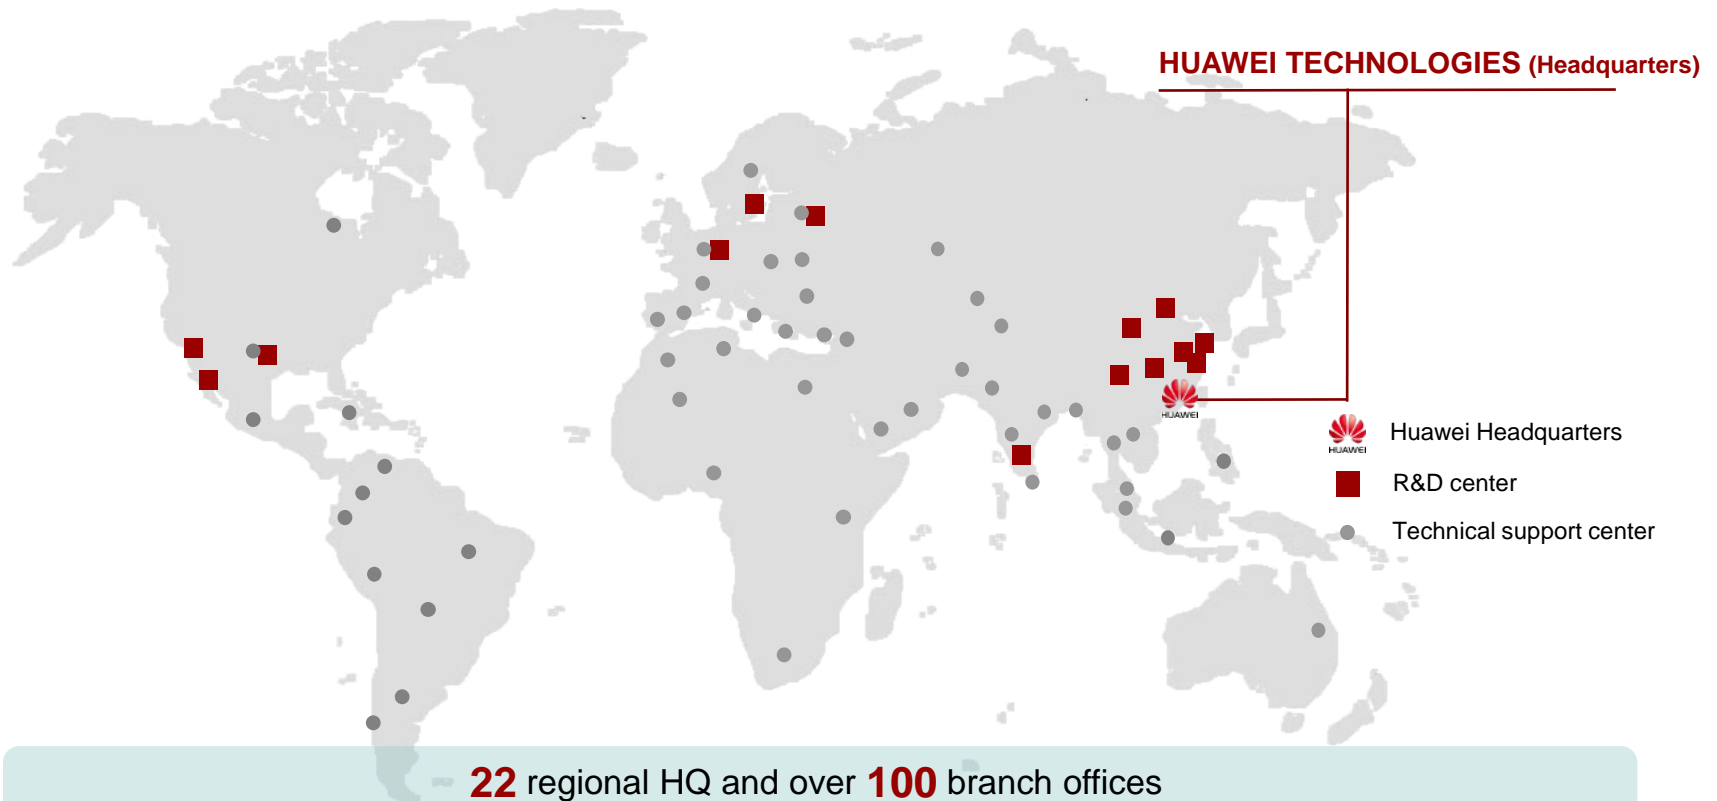 HUAWEI TECHNOLOGIES (Headquarters)
HUAWEI
HUAWEI
Huawei Headquarters
R&D center
Technical support center
22 regional HQ and over 100 branch offices